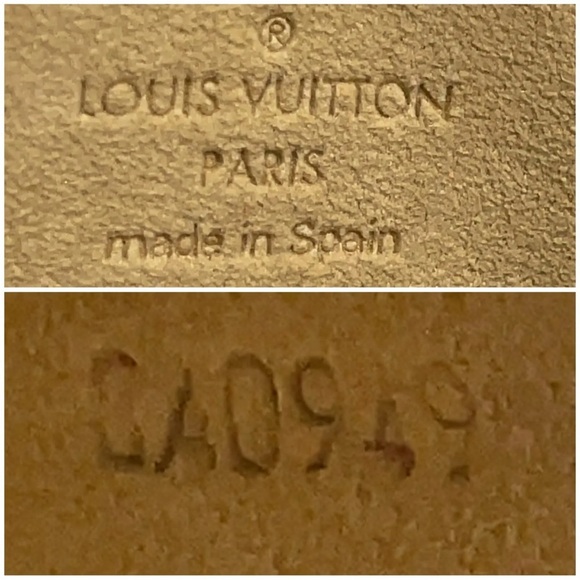 ®
LOUIS VUITTON
PARIS
made in Spain
CA0949